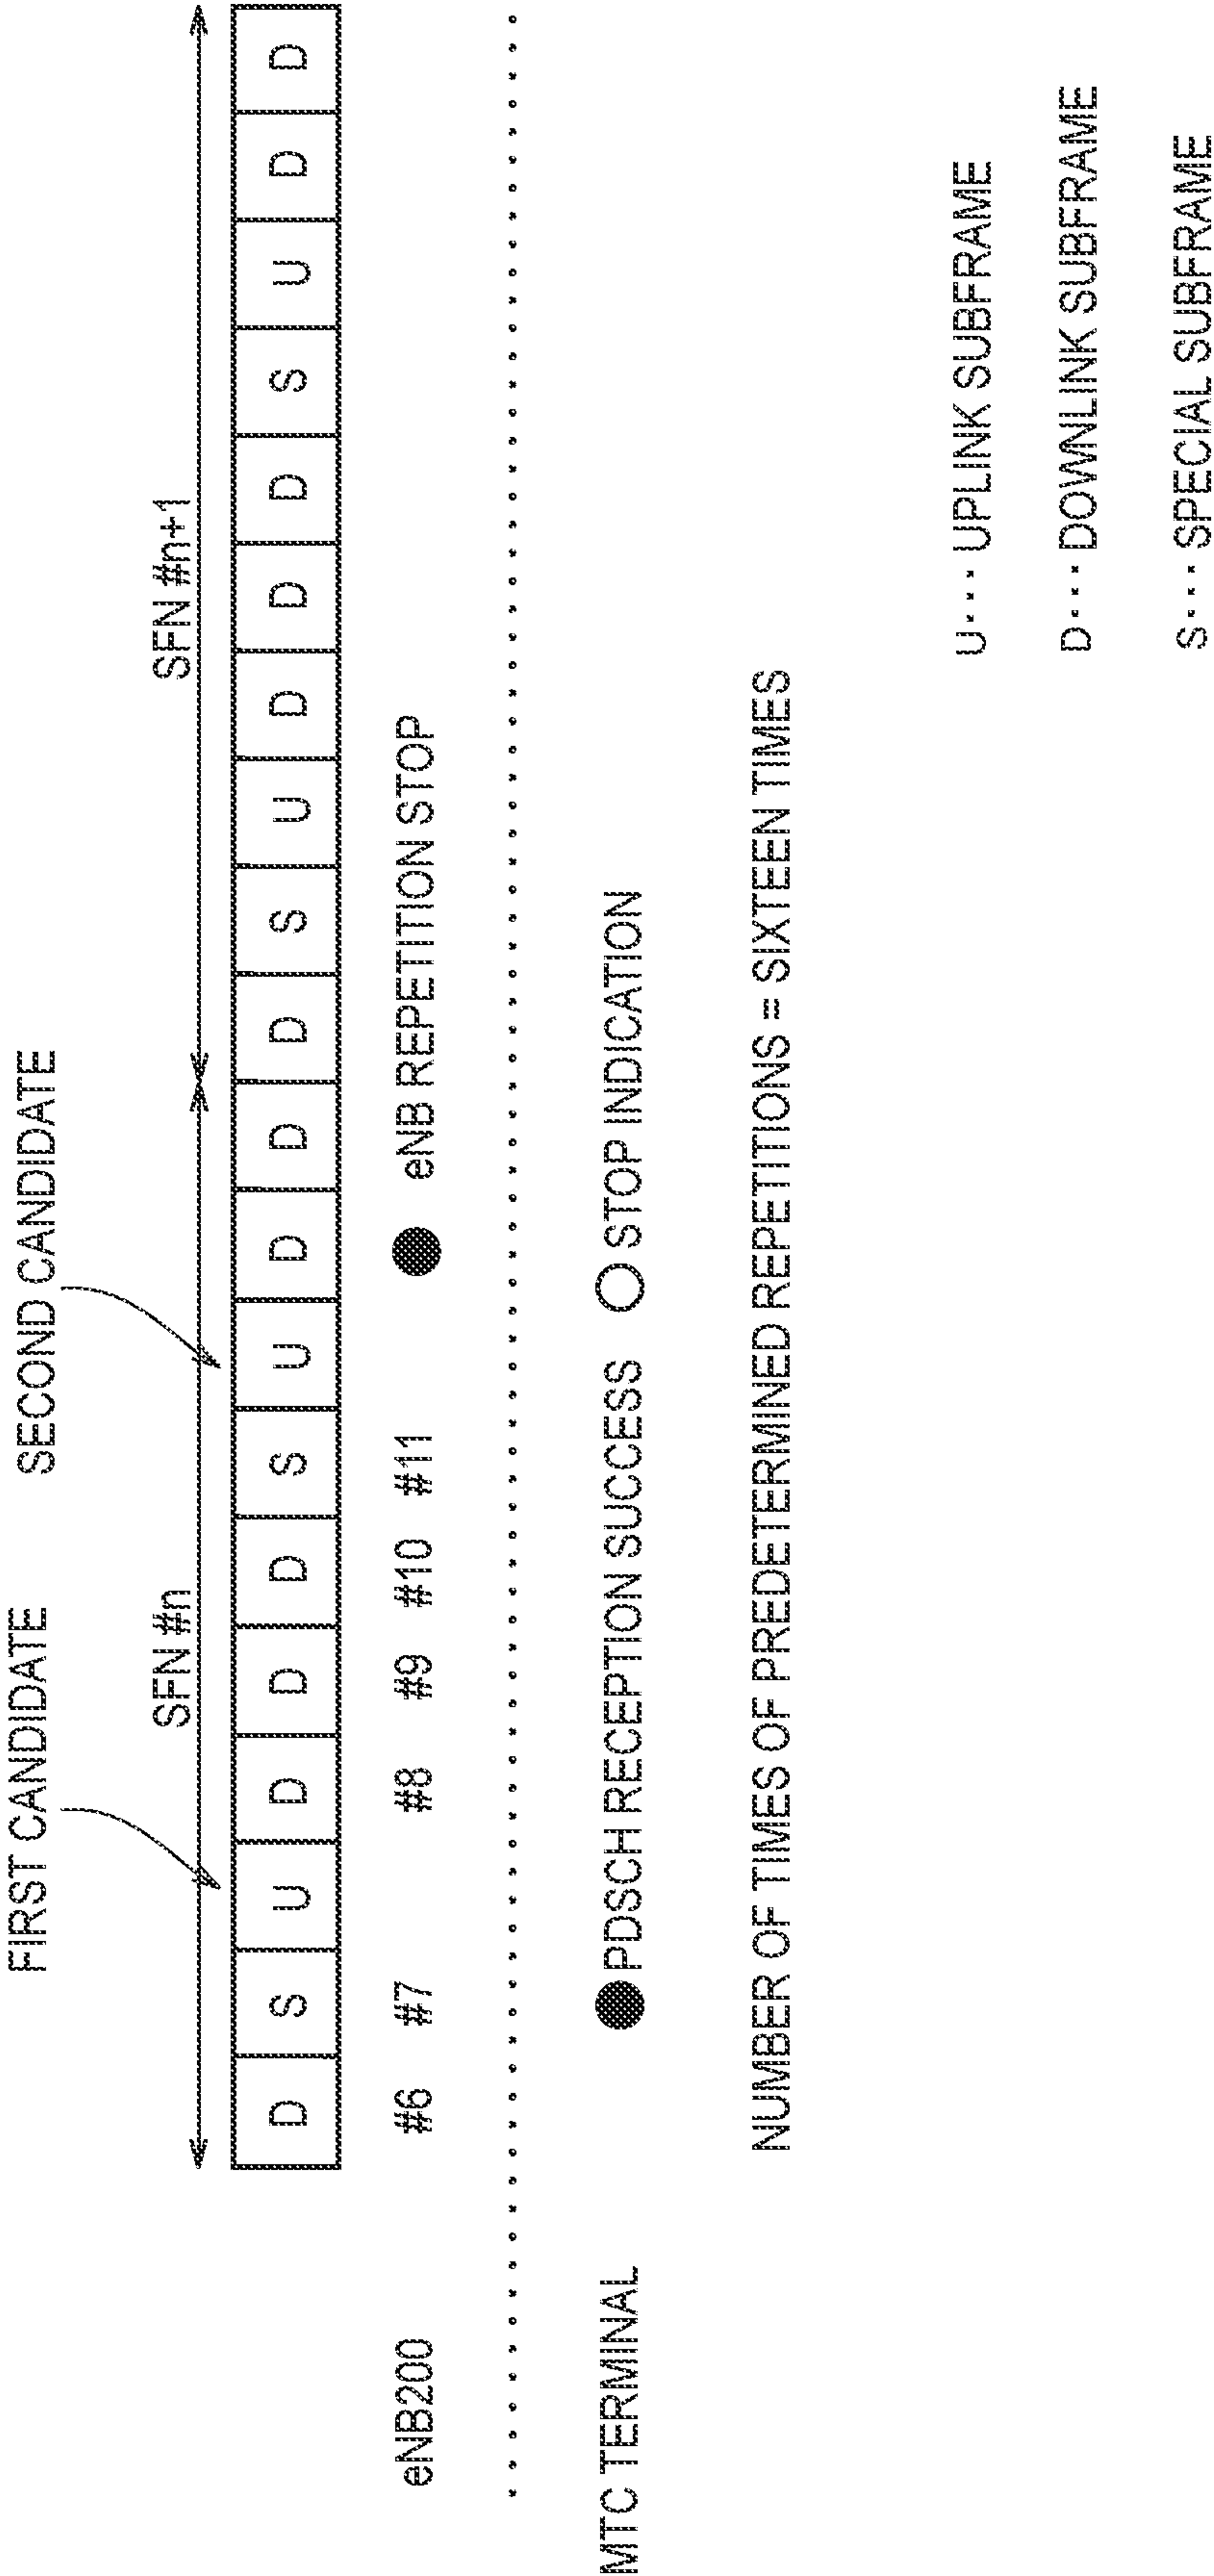 FIRST CANDIDATE SECOND CANDIDATE
SFN #n SFN #n+1
D S U D D D S U D D D S U D D D S U D D
eNB200 #6 #7 #8 #9 #10 #11 eNB REPETITION STOP
MTC TERMINAL PDSCH RECEPTION SUCCESS STOP INDICATION
NUMBER OF TIMES OF PREDETERMINED REPETITIONS = SIXTEEN TIMES
U··· UPLINK SUBFRAME
D··· DOWNLINK SUBFRAME
S··· SPECIAL SUBFRAME